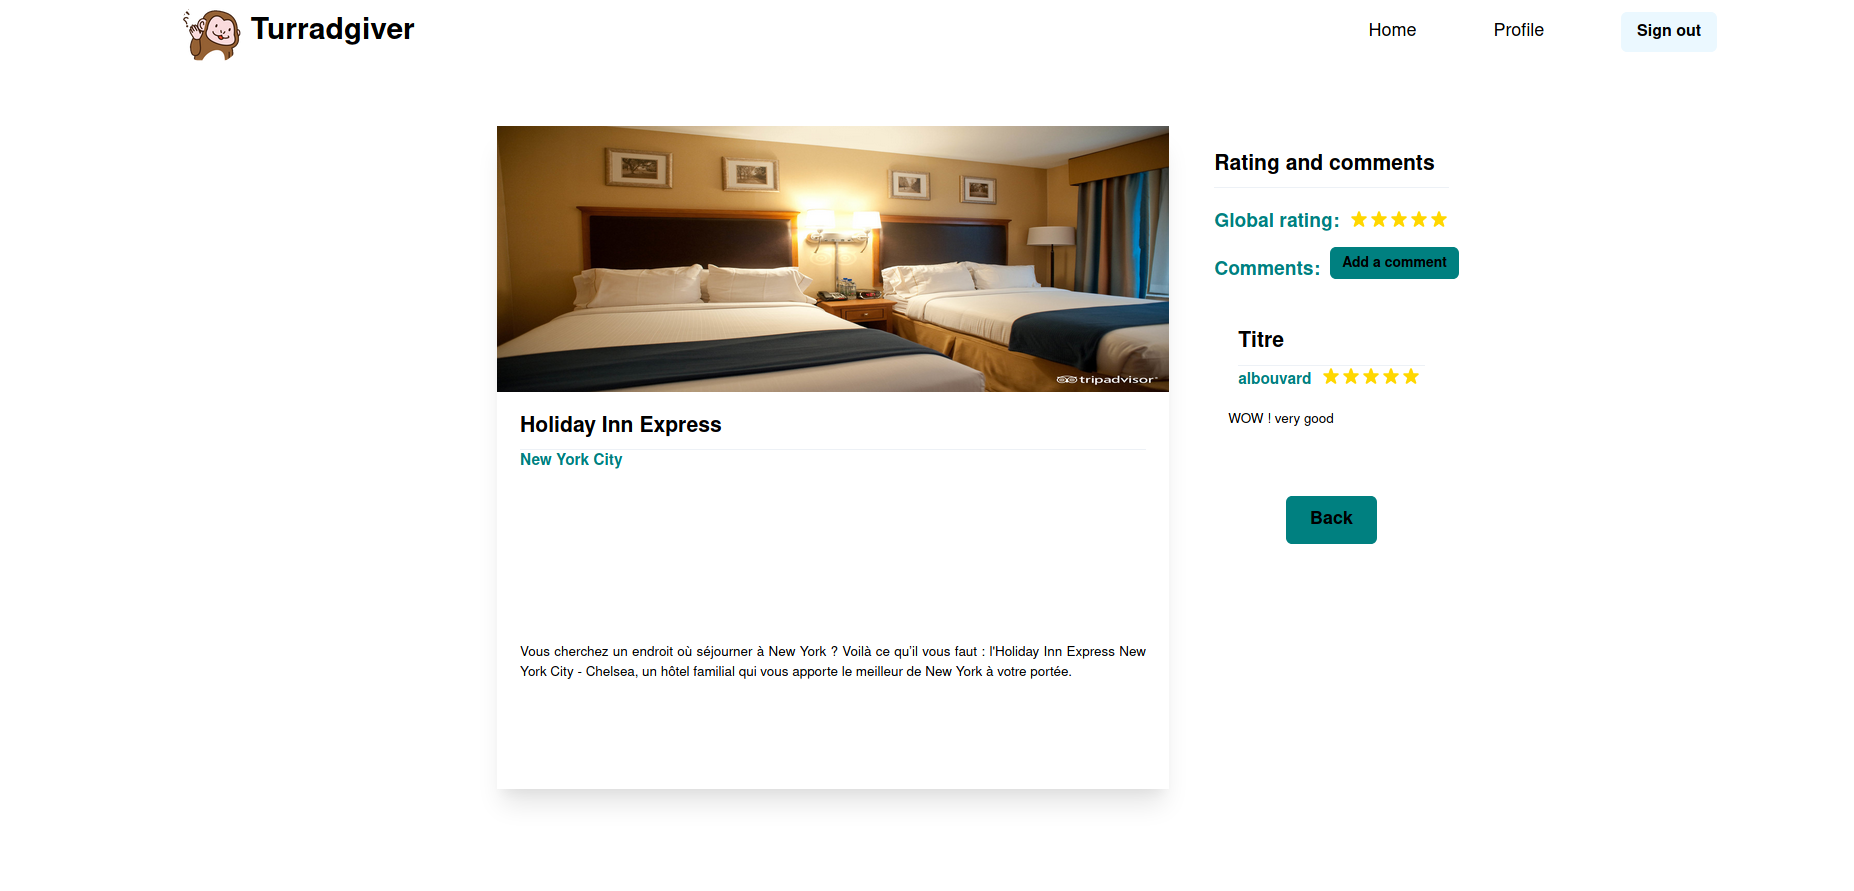 Turradgiver
Home
Profile
Sign out
tripadvisor
Holiday Inn Express
New York City
Vous cherchez un endroit où séjourner à New York ? Voilà ce qu'il vous faut : l'Holiday Inn Express New
York City - Chelsea, un hôtel familial qui vous apporte le meilleur de New York à votre portée.
Rating and comments
Global rating:
Comments:
Add a comment
Titre
albouvard
WOW ! very good
Back